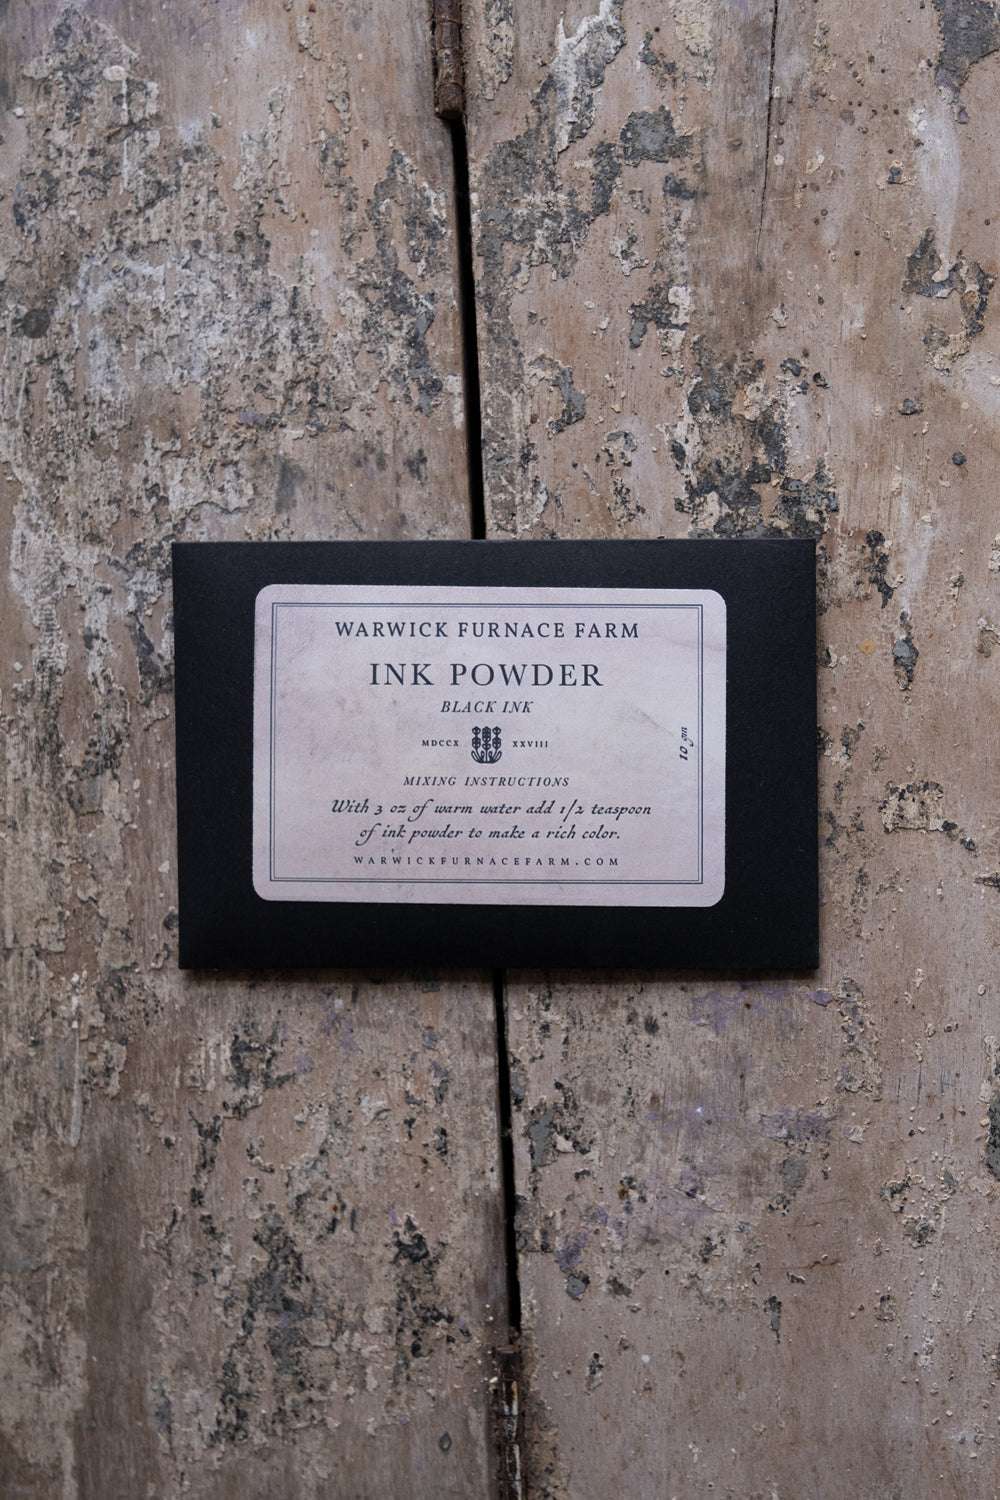 WARWICK FURNACE FARM
INK POWDER
BLACK INK
MDCCX XXVIII
MIXING INSTRUCTIONS
With 3 oz of warm water add 1/2 teaspoon
of ink powder to make a rich color.
WARWICKFURNACEFARM.COM
10 gm